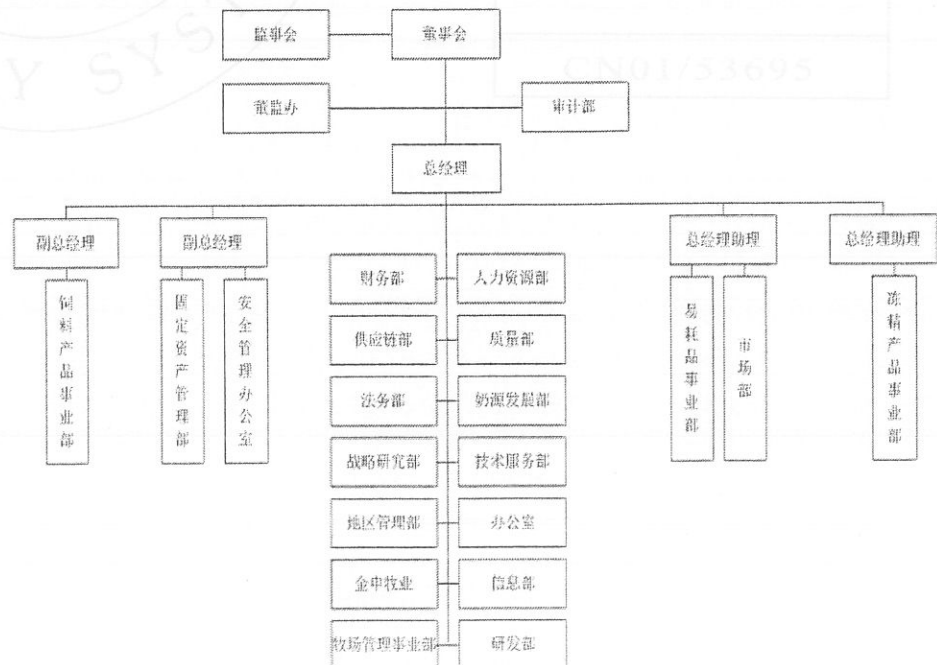 监事会
董事会
CN01/53695
Y SYS
董监办
审计部
总经理
副总经理
副总经理
总经理助理
总经理助理
财务部
人力资源部
供应链部
质量部
法务部
奶源发展部
战略研究部
技术服务部
地区管理部
办公室
金申牧业
信息部
牧场管理事业部
研发部
饲料产品事业部
固定资产管理部
安全管理办公室
易耗品事业部
市场部
冻精产品事业部